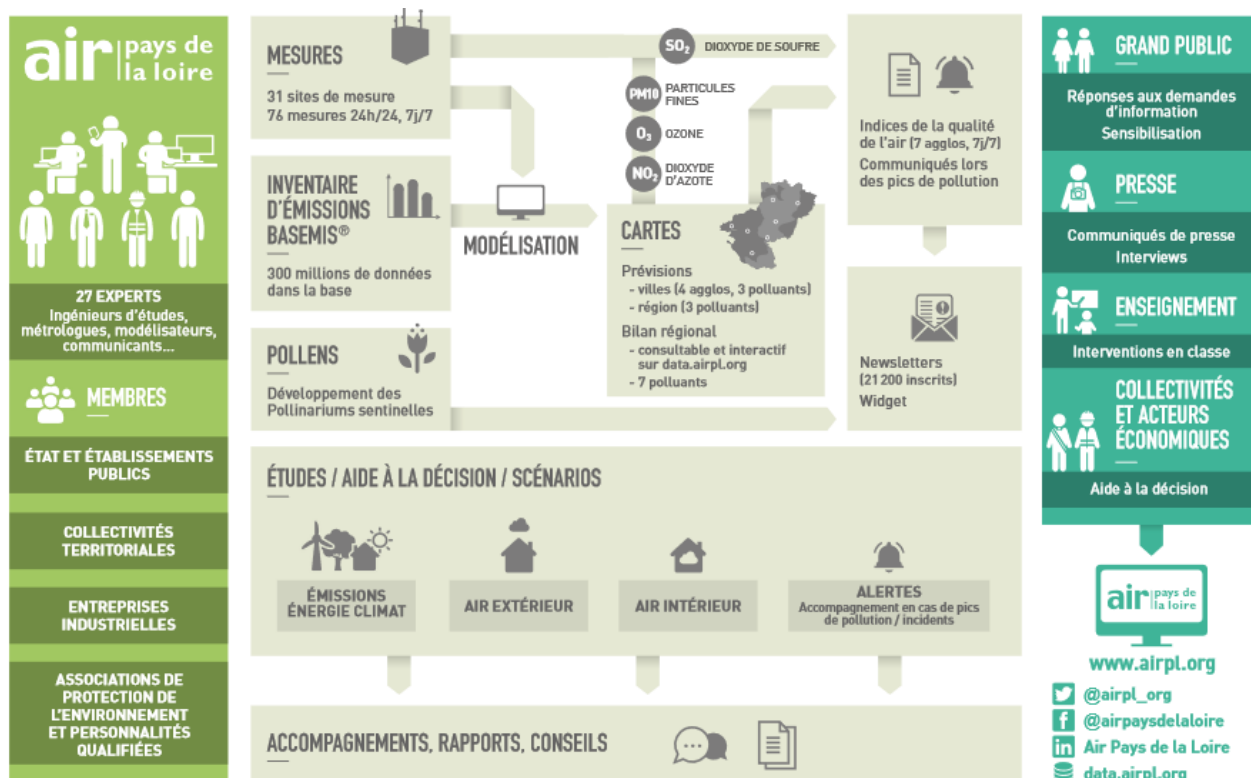 air pays de
la loire
27 EXPERTS
Ingénieurs d'études,
métrologues, modélisateurs,
communicants...
MEMBRES
ÉTAT ET ÉTABLISSEMENTS
PUBLICS
COLLECTIVITÉS
TERRITORIALES
ENTREPRISES
INDUSTRIELLES
ASSOCIATIONS DE
PROTECTION DE
L'ENVIRONNEMENT
ET PERSONNALITÉS
QUALIFIÉES
MESURES
31 sites de mesure
76 mesures 24h/24, 7j/7
INVENTAIRE
D'ÉMISSIONS
BASEMIS®
300 millions de données
dans la base
POLLENS
Développement des
Pollinariums sentinelles
MODÉLISATION
SO₂ DIOXYDE DE SOUFRE
PM10 PARTICULES
FINES
O₃ OZONE
NO₂ DIOXYDE
D'AZOTE
CARTES
Prévisions
- villes (4 agglos, 3 polluants)
- région (3 polluants)
Bilan régional
- consultable et interactif
sur data.airpl.org
- 7 polluants
Indices de la qualité
de l'air (7 agglos, 7j/7)
Communiqués lors
des pics de pollution
Newsletters
(21 200 inscrits)
Widget
ÉTUDES / AIDE À LA DÉCISION / SCÉNARIOS
ÉMISSIONS
ÉNERGIE CLIMAT
AIR EXTÉRIEUR
AIR INTÉRIEUR
ALERTES
Accompagnement en cas de pics
de pollution / incidents
ACCOMPAGNEMENTS, RAPPORTS, CONSEILS
GRAND PUBLIC
Réponses aux demandes
d'information
Sensibilisation
PRESSE
Communiqués de presse
Interviews
ENSEIGNEMENT
Interventions en classe
COLLECTIVITÉS
ET ACTEURS
ÉCONOMIQUES
Aide à la décision
air pays de
la loire
www.airpl.org
@airpl_org
@airpaysdelaloire
Air Pays de la Loire
data.airpl.org